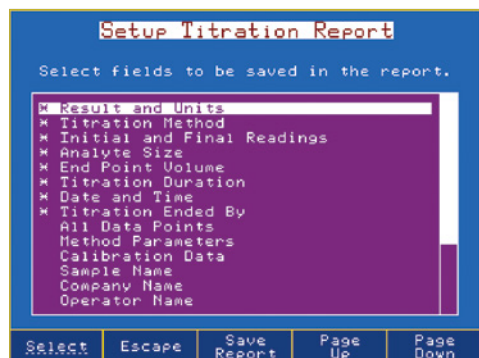 Setup Titration Report
Select fields to be saved in the report.
* Result and Units
* Titration Method
* Initial and Final Readings
* Analyte Size
* End Point Volume
* Titration Duration
* Date and Time
* Titration Ended By
All Data Points
Method Parameters
Calibration Data
Sample Name
Company Name
Operator Name
Select
Escape
Save
Report
Page
Up
Page
Down